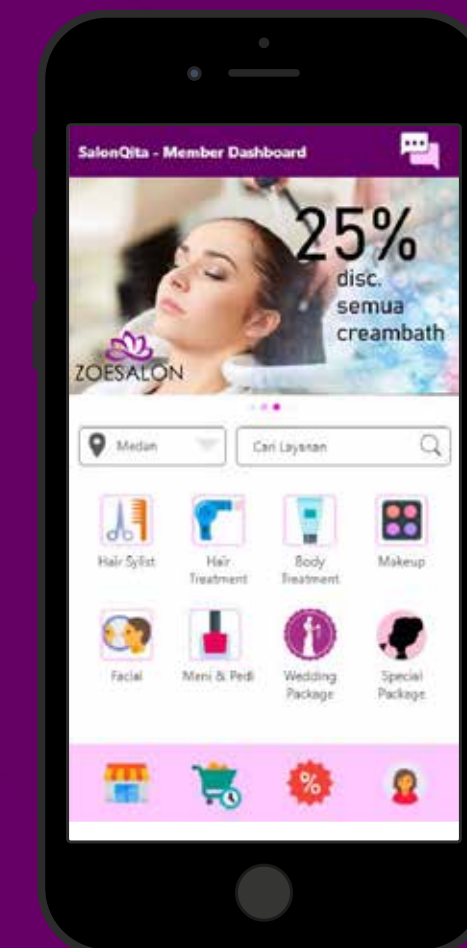 SalonQita - Member Dashboard
25%
disc.
semua
creambath
ZOESALON
Medan
Cari Layanan
Hair Sylist
Hair
Treatment
Body
Treatment
Makeup
Facial
Meni & Pedi
Wedding
Package
Special
Package
%